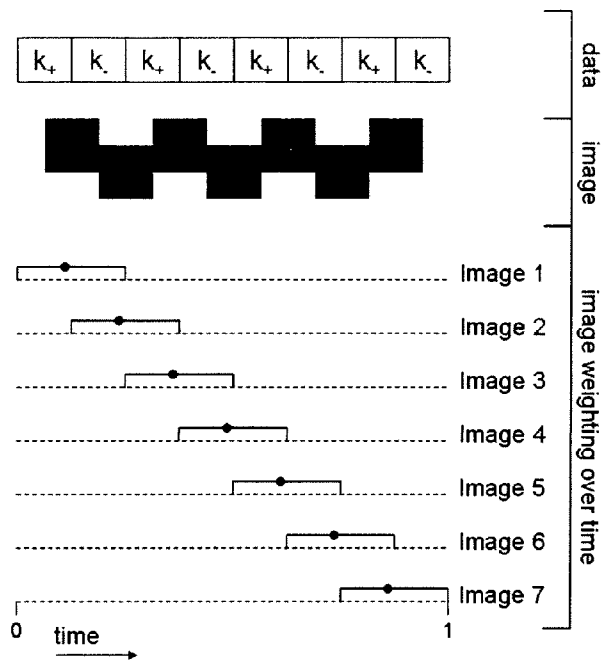 k+ k- k+ k- k+ k- k+ k-
data
image
Image 1
Image 2
Image 3
Image 4
Image 5
Image 6
Image 7
image weighting over time
0 1
time